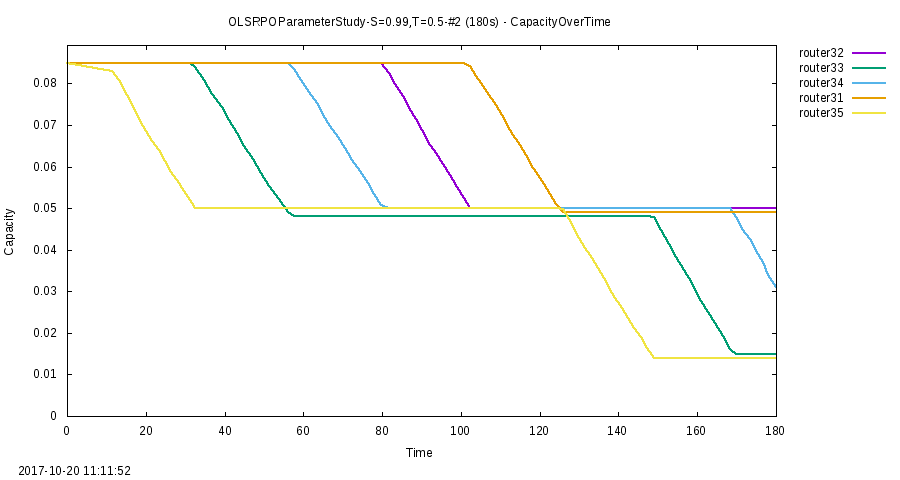 OLSRPOParameterStudy-S=0.99,T=0.5-#2 (180s) - CapacityOverTime
router32
router33
router34
router31
router35
0.08
0.07
0.06
0.05
0.04
0.03
0.02
0.01
0
Capacity
0 20 40 60 80 100 120 140 160 180
Time
2017-10-20 11:11:52